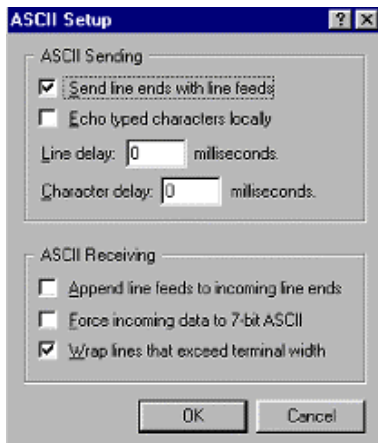 ASCII Setup
ASCII Sending
Send line ends with line feeds
Echo typed characters locally
Line delay: 0 milliseconds.
Character delay: 0 milliseconds.
ASCII Receiving
Append line feeds to incoming line ends
Force incoming data to 7-bit ASCII
Wrap lines that exceed terminal width
OK Cancel